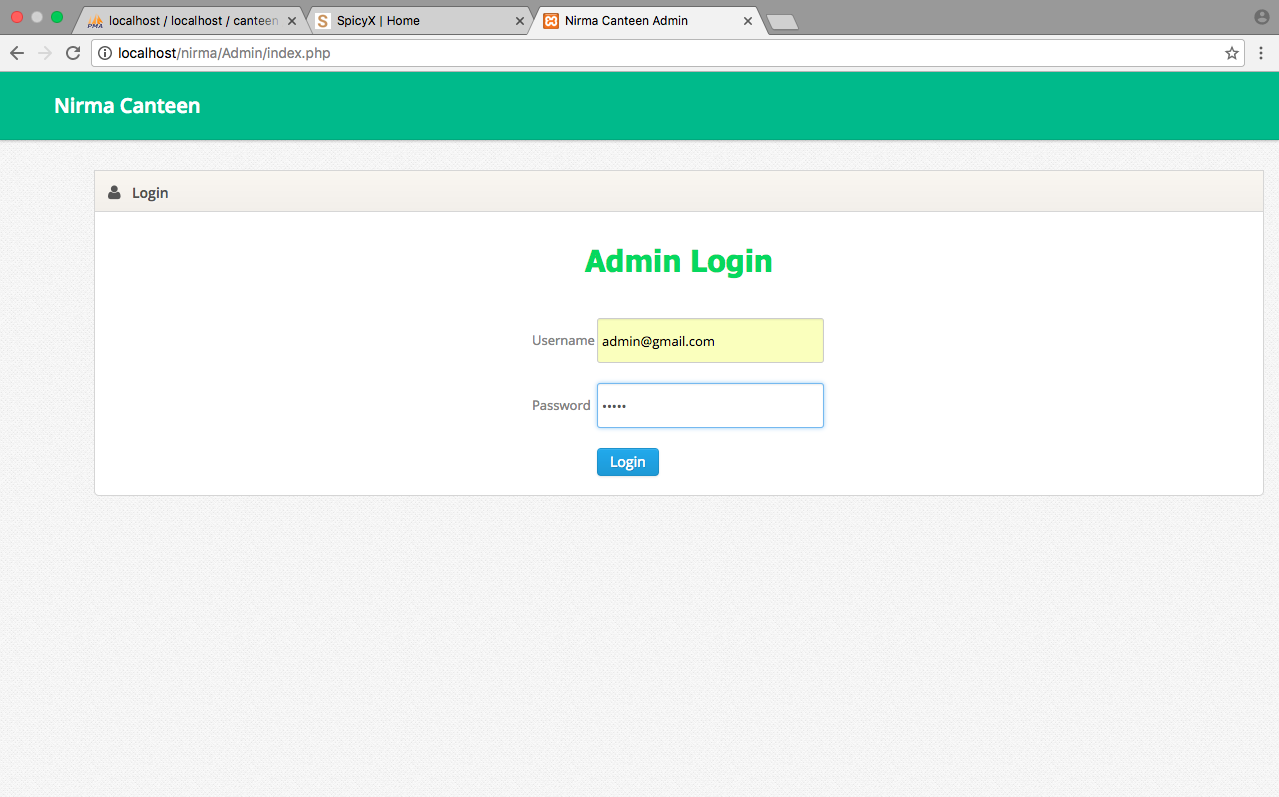 localhost / localhost / canteen
SpicyX | Home
Nirma Canteen Admin
localhost/nirma/Admin/index.php
Nirma Canteen
Login
Admin Login
Username admin@gmail.com
Password •••••
Login